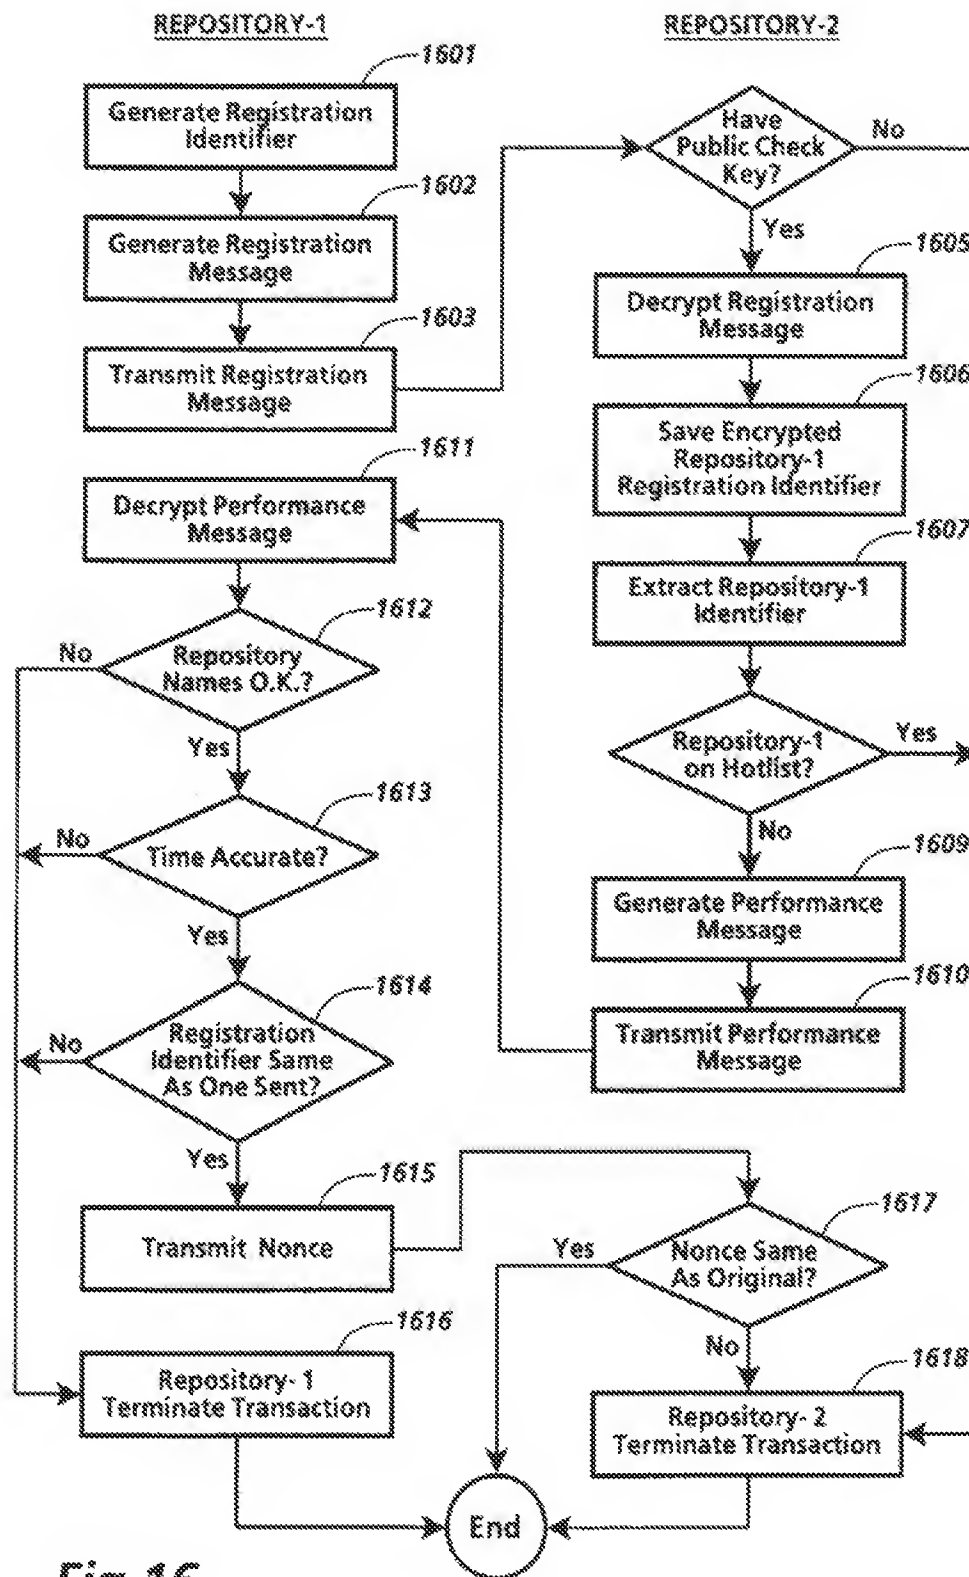 REPOSITORY-1
1601
Generate Registration
Identifier
1602
Generate Registration
Message
1603
Transmit Registration
Message
1611
Decrypt Performance
Message
1612
No
Repository
Names O.K.?
Yes
1613
No
Time Accurate?
Yes
1614
No
Registration
Identifier Same
As One Sent?
Yes
1615
Transmit Nonce
1616
Repository- 1
Terminate Transaction
REPOSITORY-2
Have
Public Check
Key?
No
Yes
1605
Decrypt Registration
Message
1606
Save Encrypted
Repository-1
Registration Identifier
1607
Extract Repository-1
Identifier
Repository-1
on Hotlist?
Yes
No
1609
Generate Performance
Message
1610
Transmit Performance
Message
1617
Yes
Nonce Same
As Original?
No
1618
Repository- 2
Terminate Transaction
End